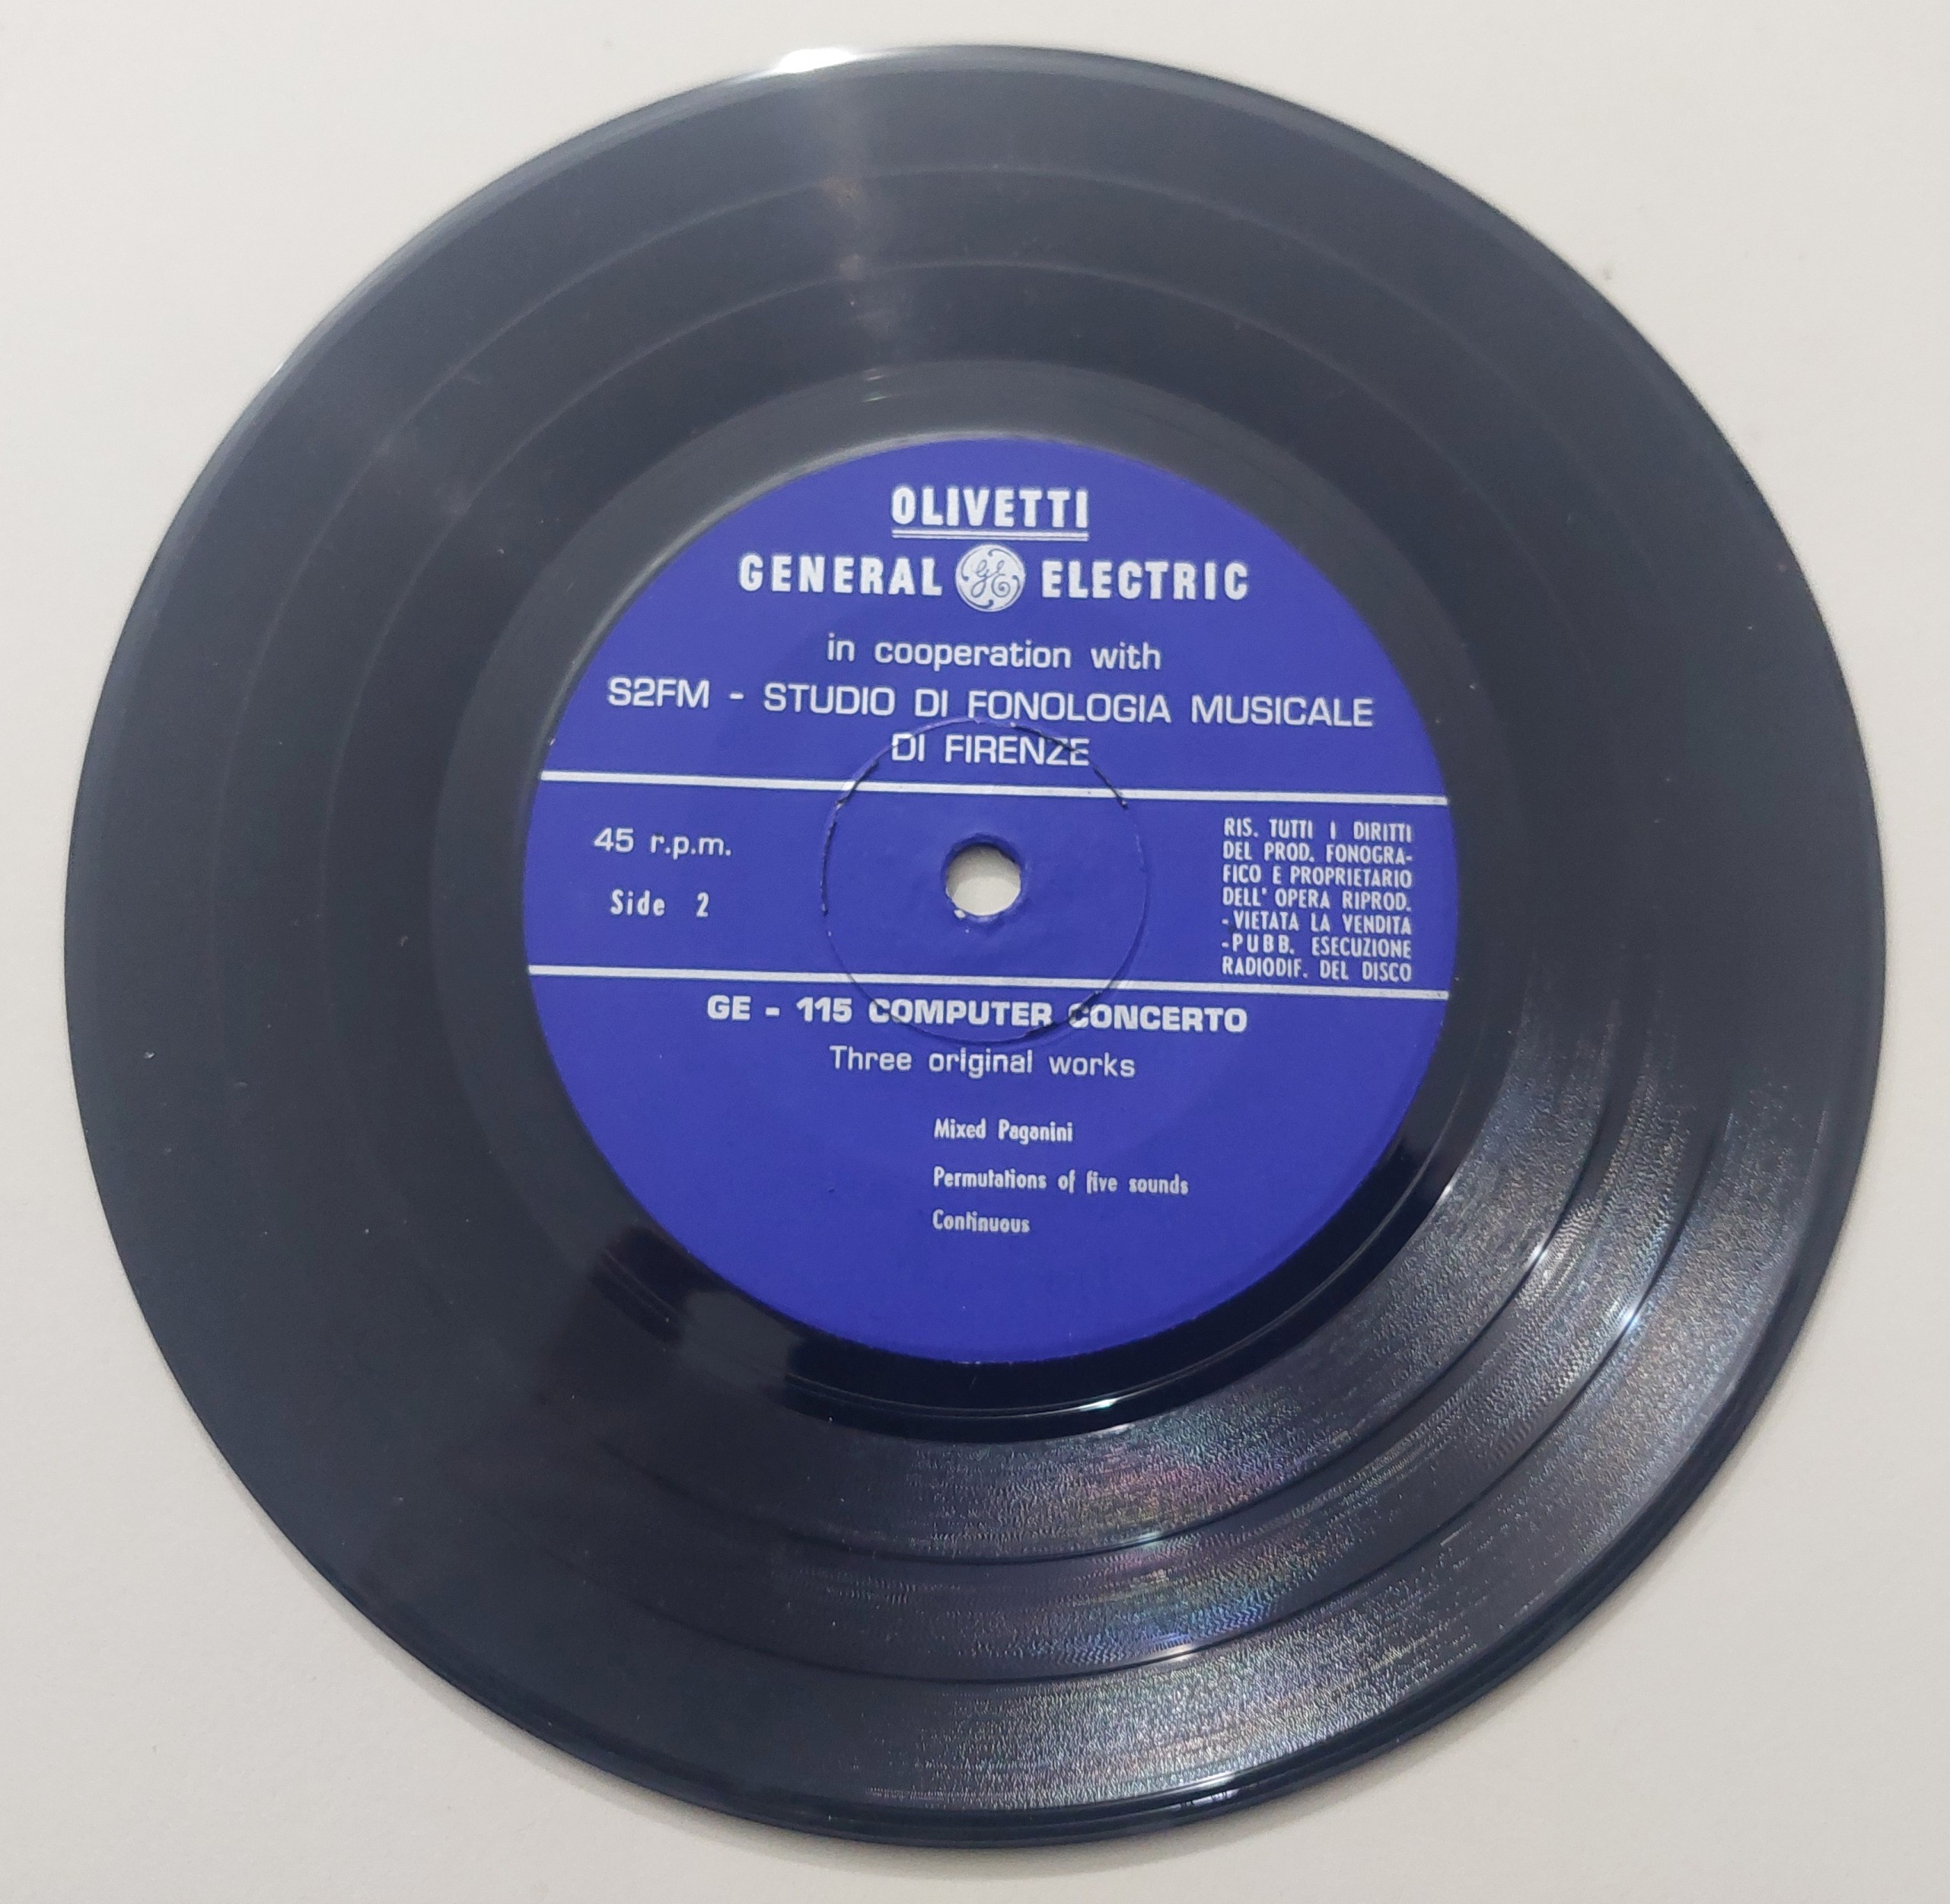 OLIVETTI
GENERAL GE ELECTRIC
in cooperation with
S2FM - STUDIO DI FONOLOGIA MUSICALE
DI FIRENZE
45 r.p.m.
Side 2
RIS. TUTTI I DIRITTI
DEL PROD. FONOGRA-
FICO E PROPRIETARIO
DELL' OPERA RIPROD.
- VIETATA LA VENDITA
- PUBB. ESECUZIONE
RADIODIF. DEL DISCO
GE - 115 COMPUTER CONCERTO
Three original works
Mixed Paganini
Permutations of five sounds
Continuous